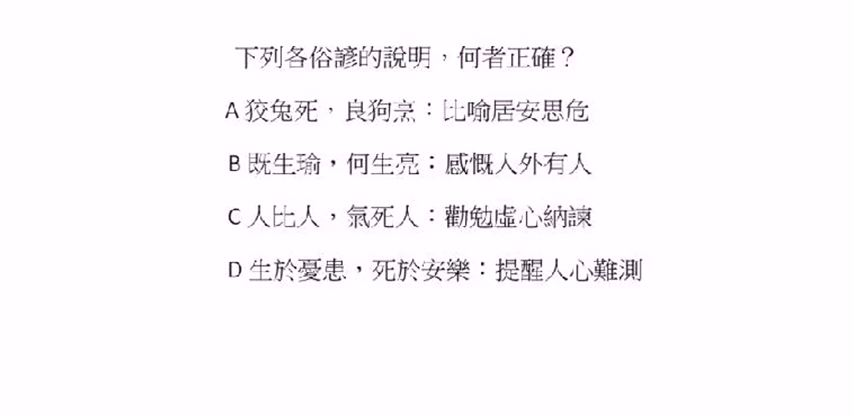 下列各俗諺的說明，何者正確？
A 狡兔死，良狗烹：比喻居安思危
B 既生瑜，何生亮：感慨人外有人
C 人比人，氣死人：勸勉虛心納諫
D 生於憂患，死於安樂：提醒人心難測